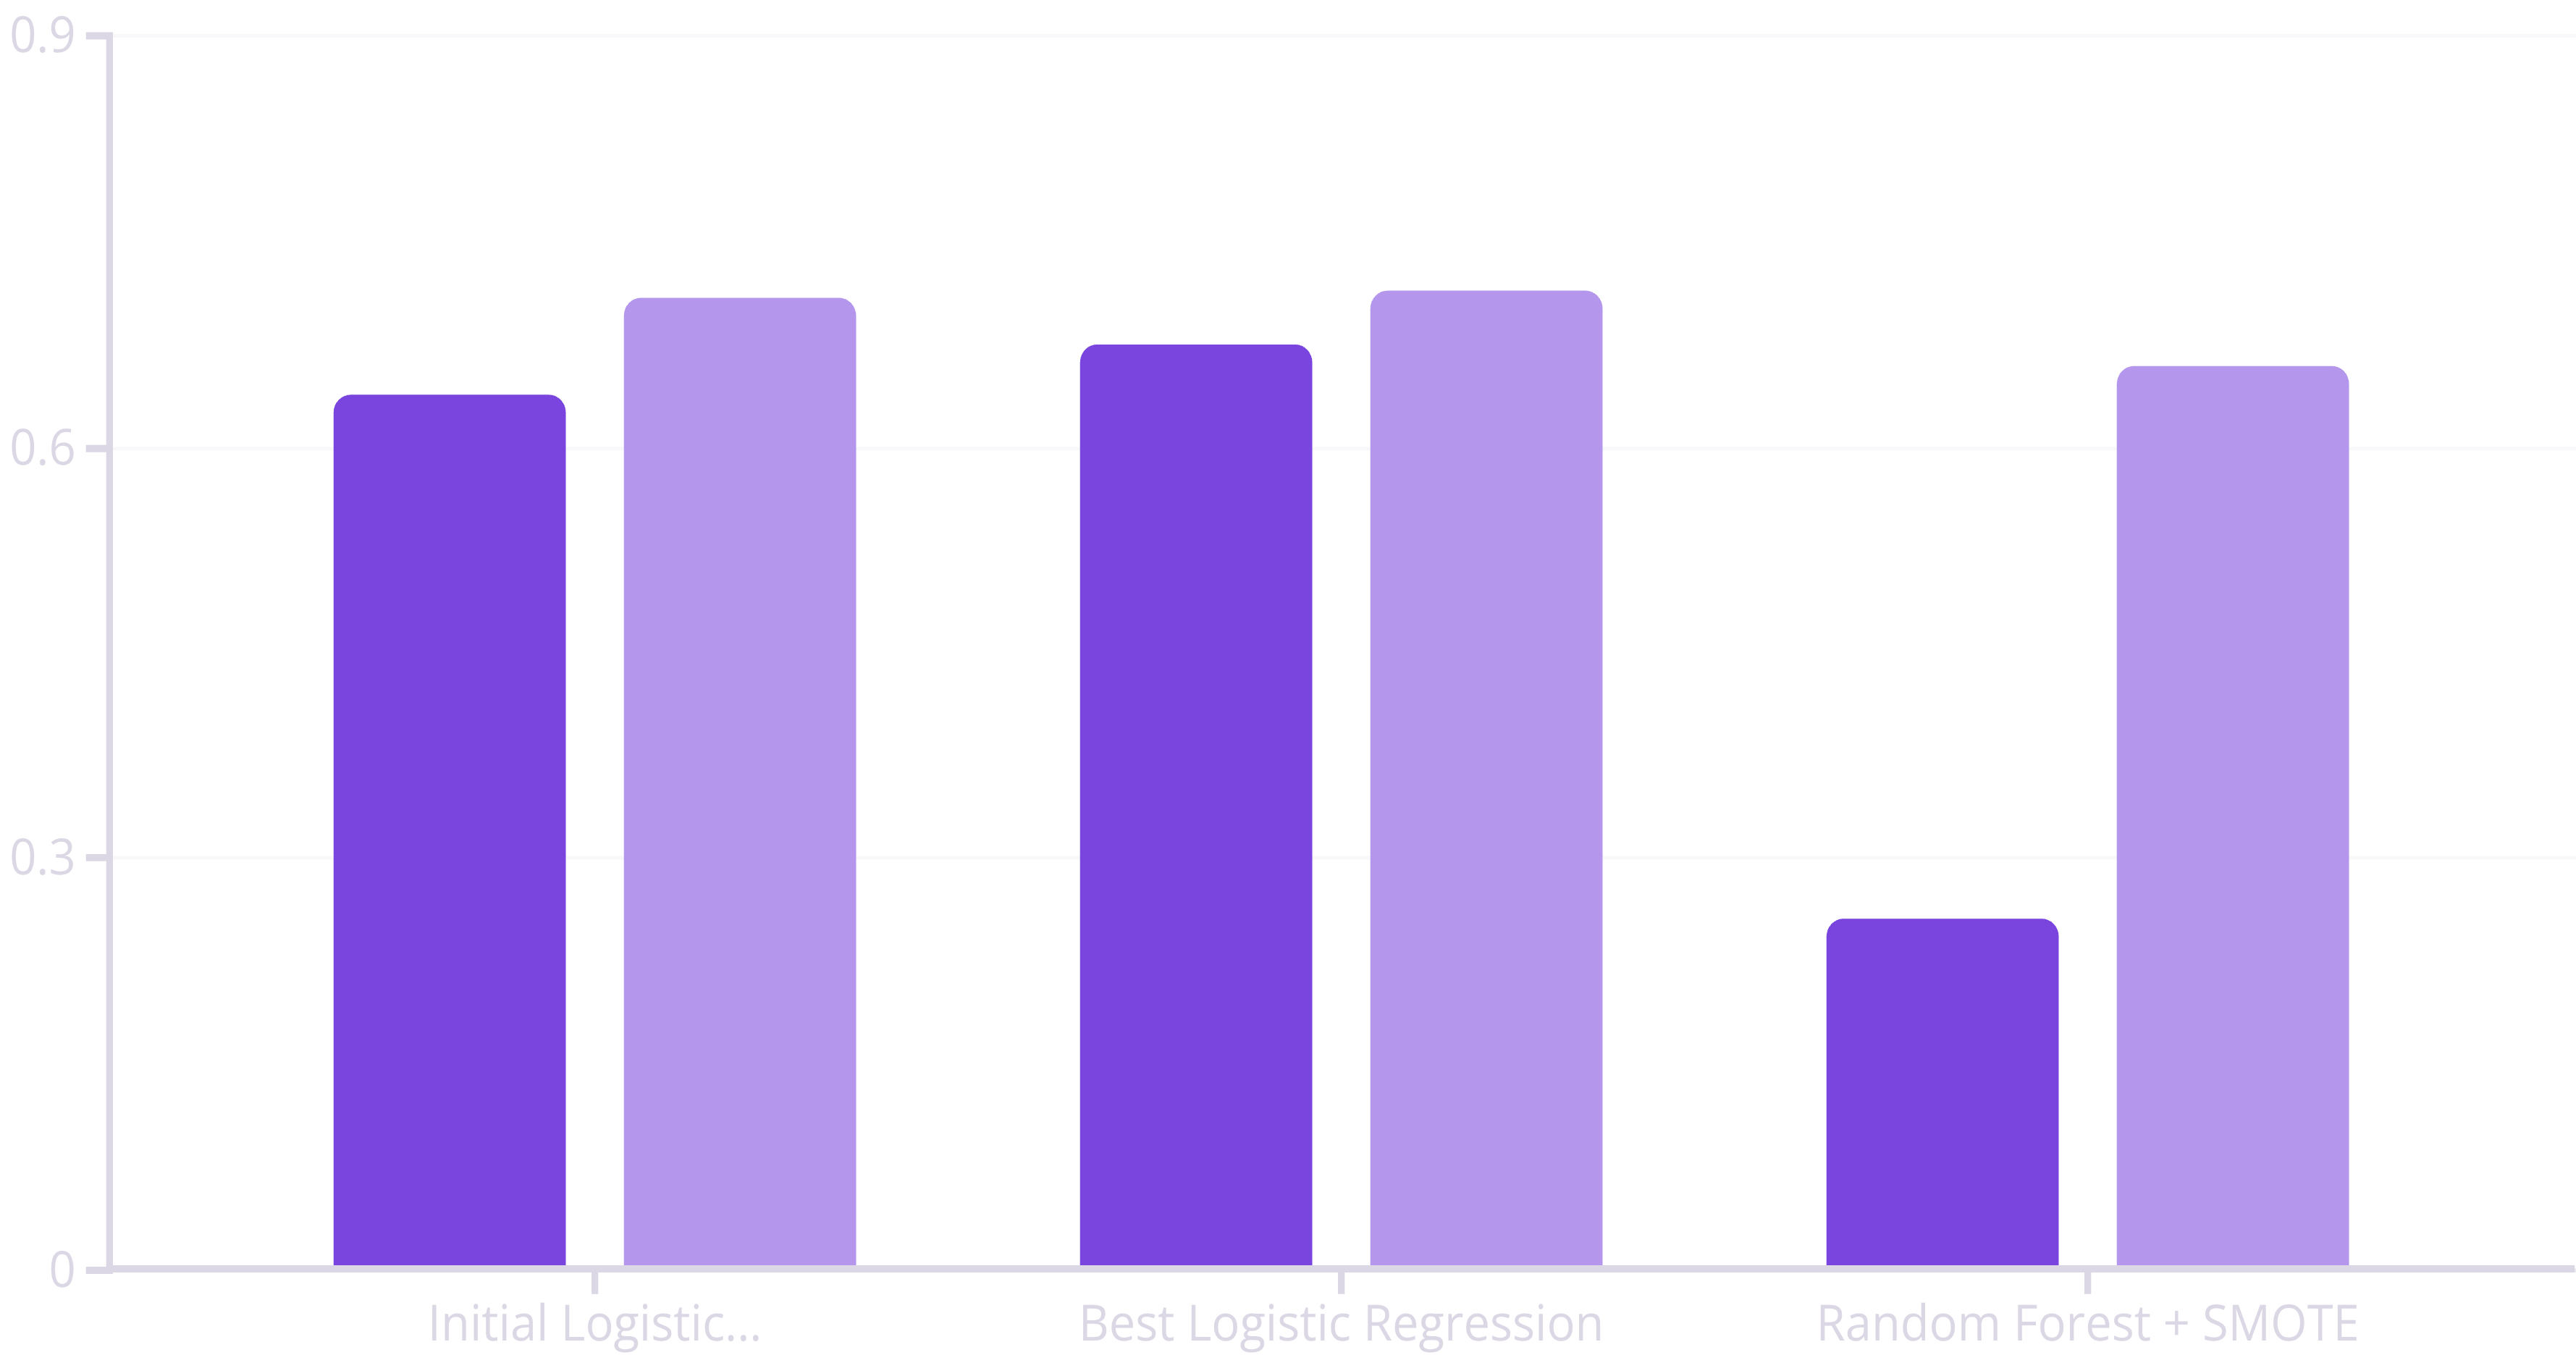 0.9
0.6
0.3
0
Initial Logistic...
Best Logistic Regression
Random Forest + SMOTE